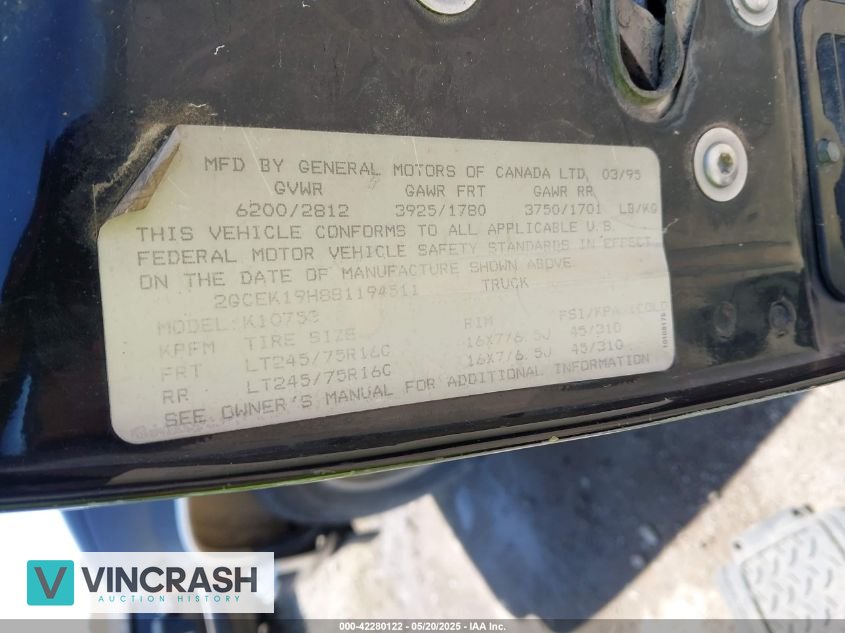 MFD BY GENERAL MOTORS OF CANADA LTD. 03/95
GVWR GAWR FRT GAWR RR
6200/2812 3925/1780 3750/1701 LB/KG
THIS VEHICLE CONFORMS TO ALL APPLICABLE U.S.
FEDERAL MOTOR VEHICLE SAFETY STANDARDS IN EFFECT
ON THE DATE OF MANUFACTURE SHOWN ABOVE
TRUCK
MODEL: K10753
TIRE SIZE RIM PSI/KPA COLD
FRT LT245/75R16C 16X7/6.5J 45/310
RR LT245/75R16C 16X7/6.5J 45/310
SEE OWNER'S MANUAL FOR ADDITIONAL INFORMATION
V VINCRASH
AUCTION HISTORY
000-42280122 — 05/20/2025 — IAA Inc.